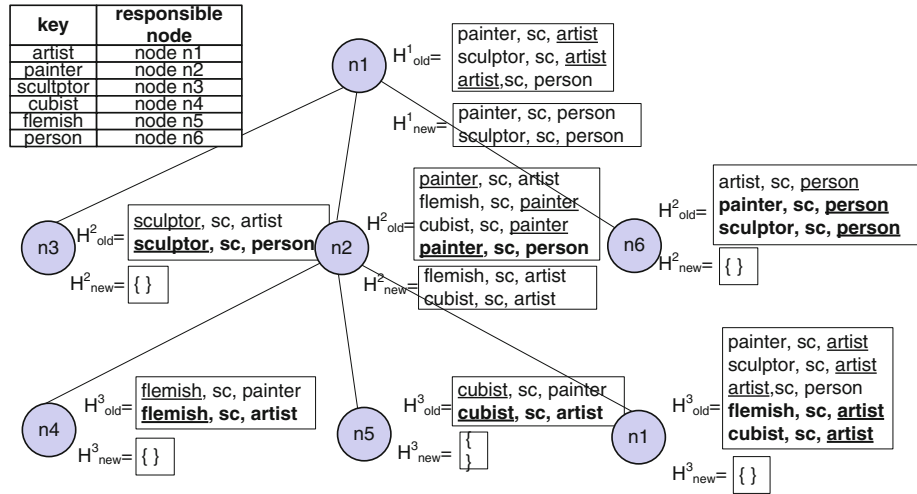 key responsible node
artist node n1
painter node n2
scultptor node n3
cubist node n4
flemish node n5
person node n6
n1
H1old=
painter, sc, artist
sculptor, sc, artist
artist,sc, person
H1new=
painter, sc, person
sculptor, sc, person
n3
H2old=
sculptor, sc, artist
sculptor, sc, person
H2new= { }
n2
H2old=
painter, sc, artist
flemish, sc, painter
cubist, sc, painter
painter, sc, person
H2new=
flemish, sc, artist
cubist, sc, artist
n6
H2old=
artist, sc, person
painter, sc, person
sculptor, sc, person
H2new= { }
n4
H3old=
flemish, sc, painter
flemish, sc, artist
H3new= { }
n5
H3old=
cubist, sc, painter
cubist, sc, artist
H3new=
{
}
n1
H3old=
painter, sc, artist
sculptor, sc, artist
artist,sc, person
flemish, sc, artist
cubist, sc, artist
H3new= { }